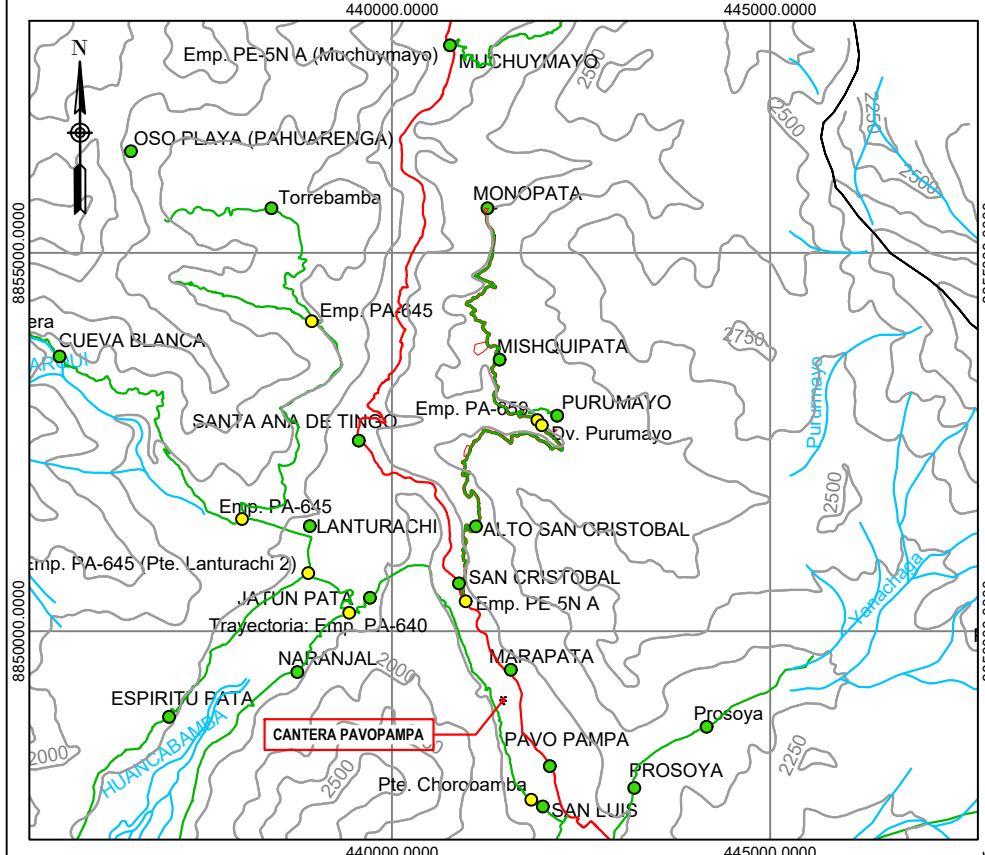 440000.0000
445000.0000
N
Emp. PE-5N A (Muchuymayo)
MUCHUYMAYO
2500
2500
2250
2500
OSO PLAYA (PAHUARENGA)
Torrebamba
MONOPATA
8855000.0000
Emp. PA-645
era
CUEVA BLANCA
MISHQUIPATA
2750
Purumayo
Emp. PA-659
PURUMAYO
Dv. Purumayo
SANTA ANA DE TINGO
2500
Emp. PA-645
LANTURACHI
ALTO SAN CRISTOBAL
Emp. PA-645 (Pte. Lanturachi 2)
SAN CRISTOBAL
JATUN PATA
Emp. PE-5N A
Yanachaga
Trayectoria: Emp. PA-640
8850000.0000
NARANJAL
2000
MARAPATA
ESPIRITU PATA
HUANCABAMBA
Prosoya
CANTERA PAVOPAMPA
PAVO PAMPA
2000
2250
2500
Pte. Chorobamba
PROSOYA
SAN LUIS
440000.0000
445000.0000